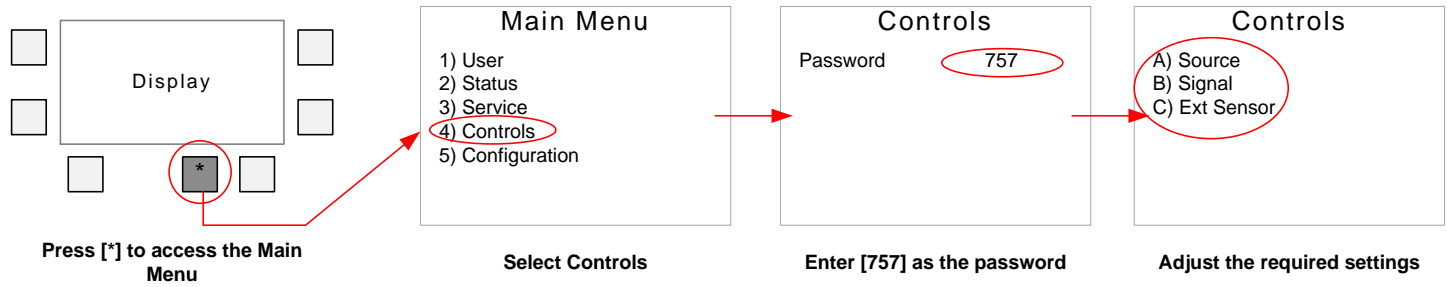 Display
*
Press [*] to access the Main
Menu
Main Menu
1) User
2) Status
3) Service
4) Controls
5) Configuration
Select Controls
Controls
Password 757
Enter [757] as the password
Controls
A) Source
B) Signal
C) Ext Sensor
Adjust the required settings